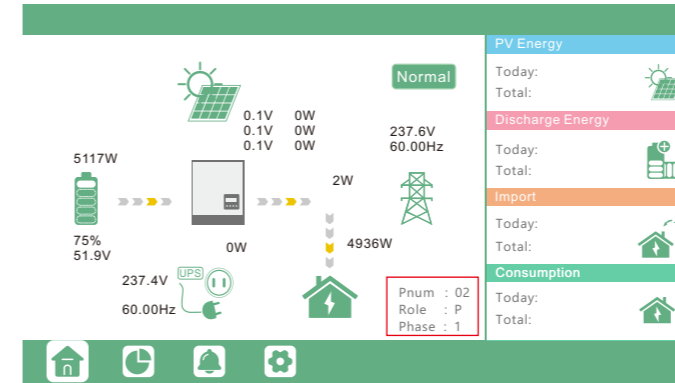 Normal
0.1V 0W
0.1V 0W
0.1V 0W
237.6V
60.00Hz
5117W
2W
75%
51.9V
0W
4936W
237.4V
UPS
60.00Hz
Pnum : 02
Role : P
Phase : 1
PV Energy
Today:
Total:
Discharge Energy
Today:
Total:
Import
Today:
Total:
Consumption
Today:
Total: